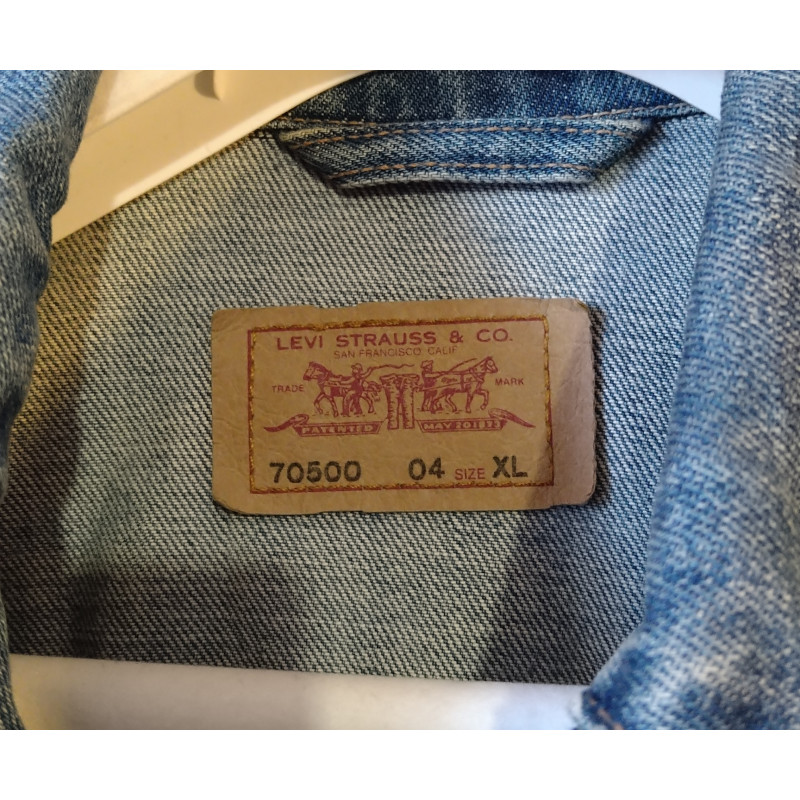 LEVI STRAUSS & CO.
SAN FRANCISCO CALIF
TRADE MARK
PATENTED MAY 20 1873
70500 04 SIZE XL